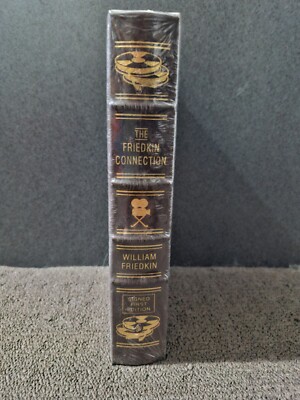 THE
FRIEDKIN
CONNECTION
WILLIAM
FRIEDKIN
SIGNED
FIRST
EDITION